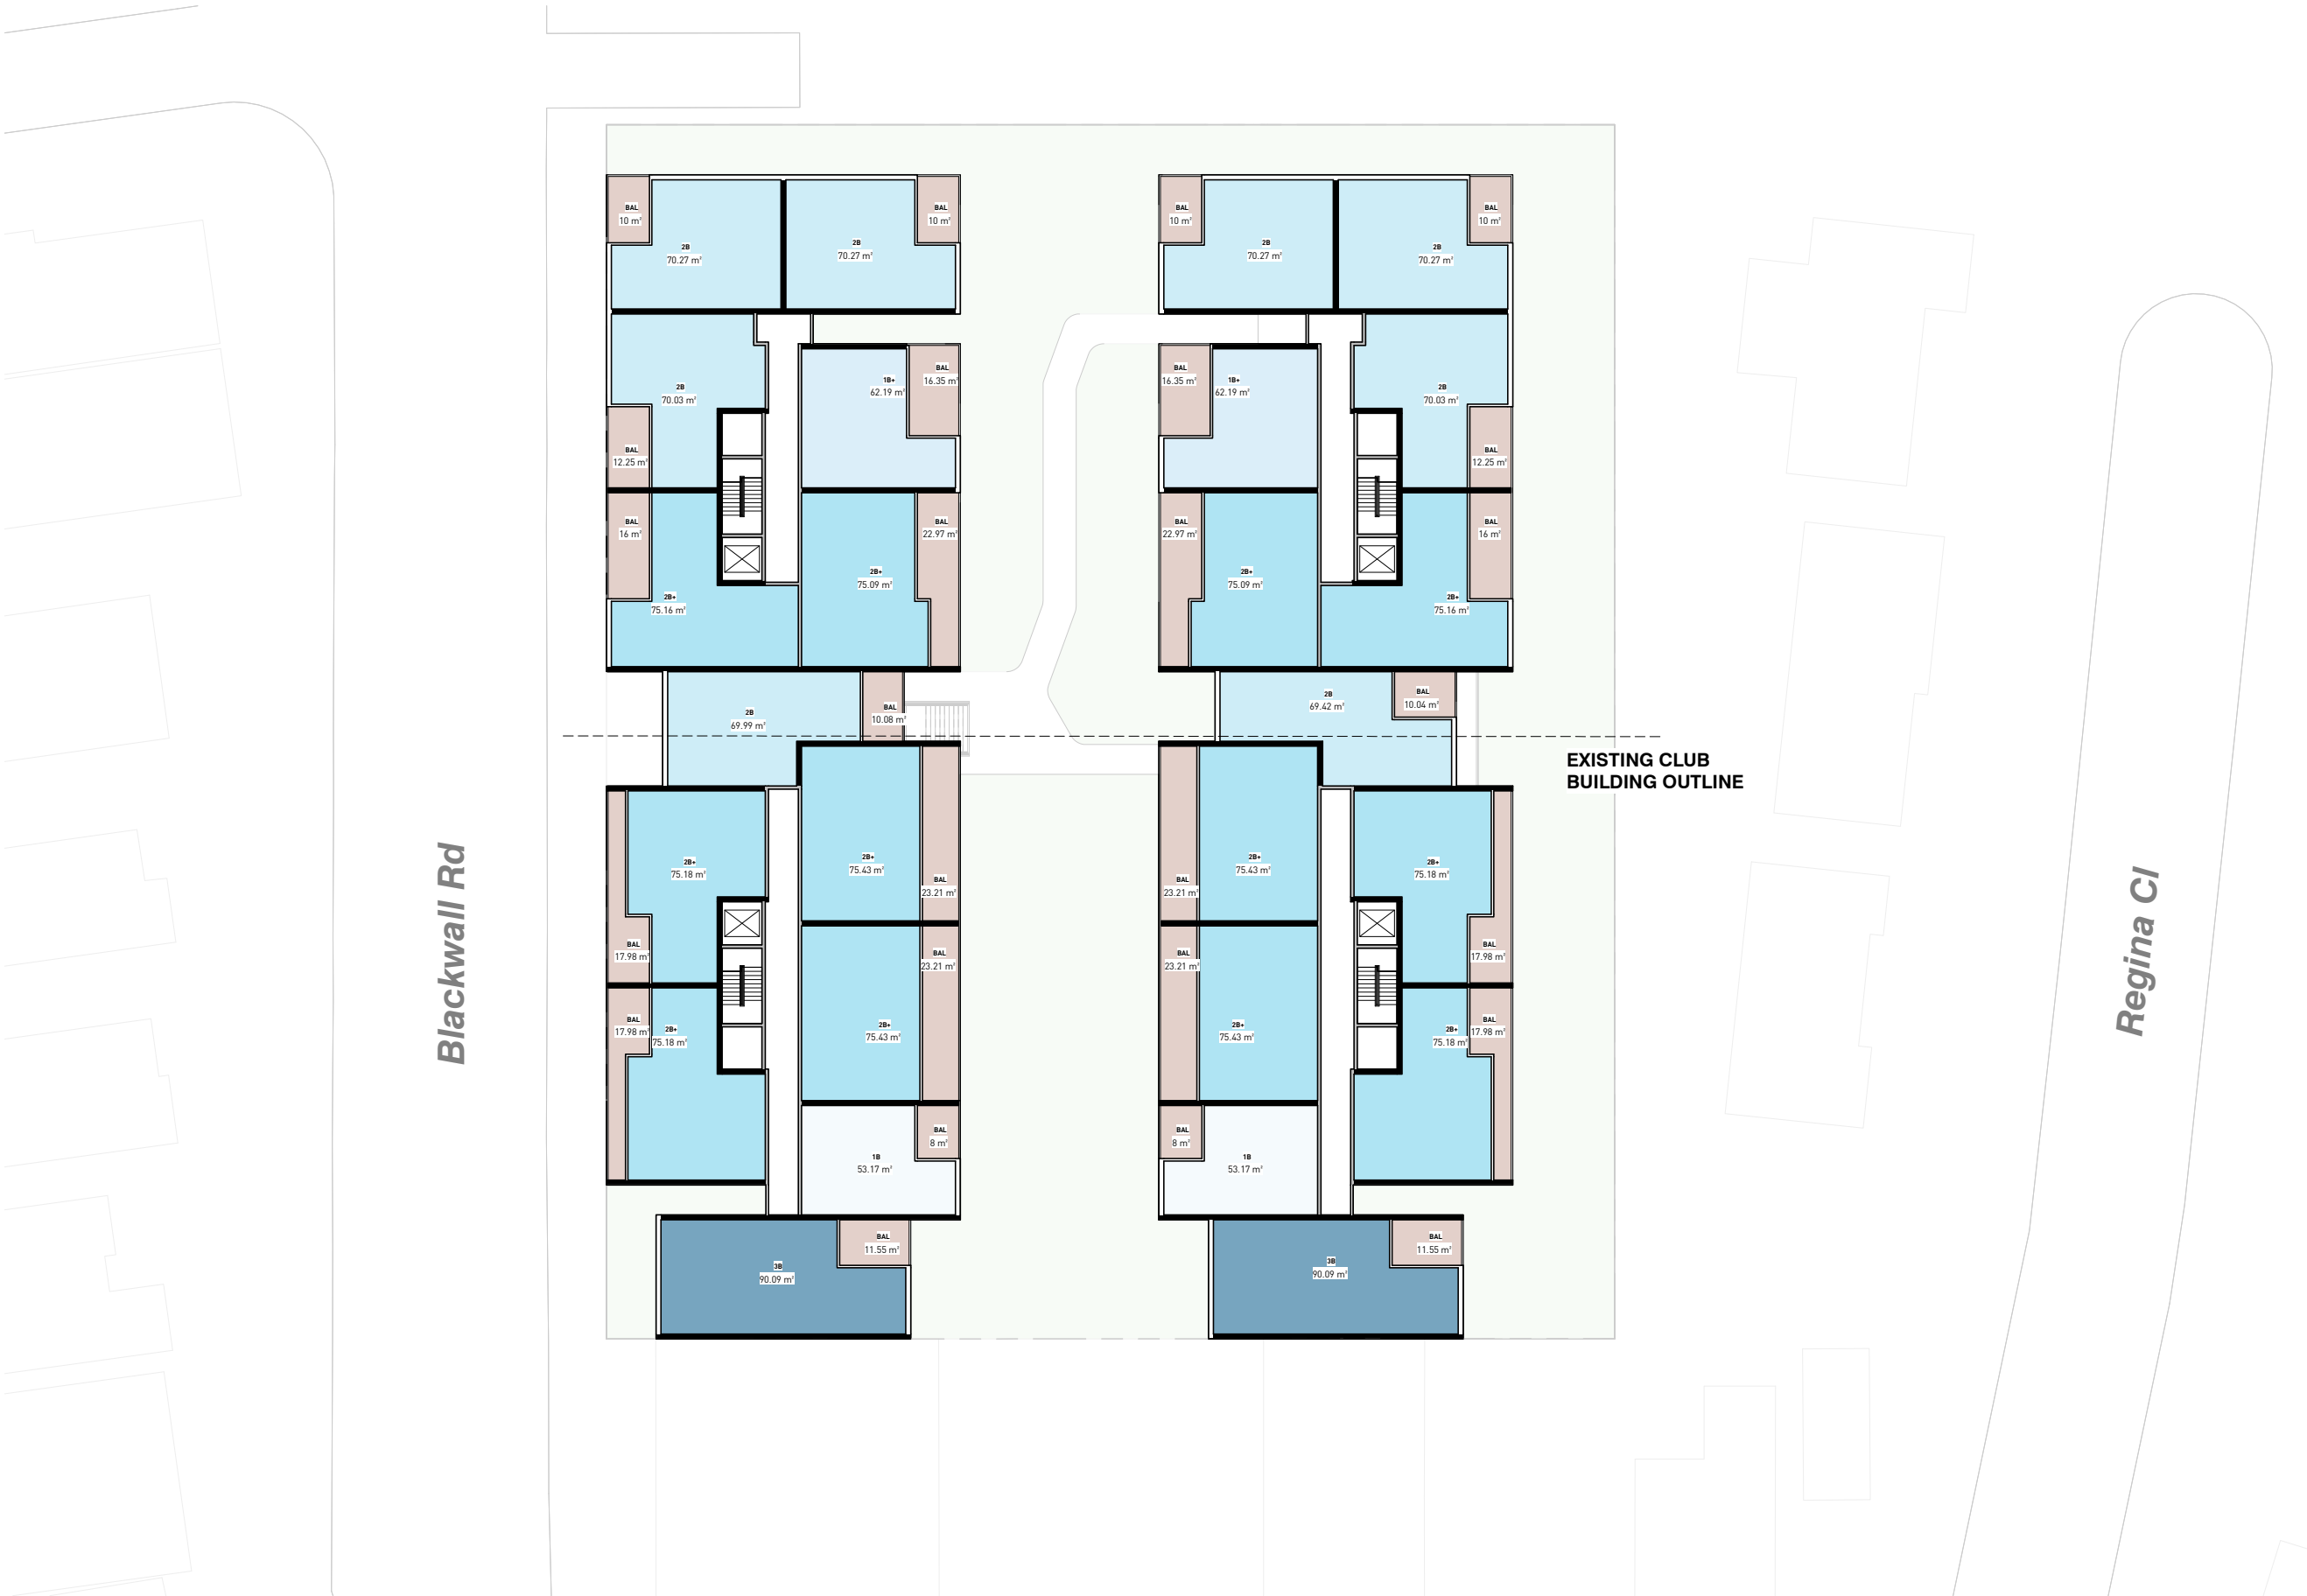 BAL
10 m²
BAL
10 m²
BAL
10 m²
BAL
10 m²
2B
70.27 m²
2B
70.27 m²
2B
70.27 m²
2B
70.27 m²
2B
70.03 m²
1B+
62.19 m²
BAL
16.35 m²
BAL
16.35 m²
1B+
62.19 m²
2B
70.03 m²
BAL
12.25 m²
BAL
12.25 m²
BAL
16 m²
BAL
22.97 m²
BAL
22.97 m²
BAL
16 m²
2B+
75.16 m²
2B+
75.09 m²
2B+
75.09 m²
2B+
75.16 m²
2B
69.99 m²
BAL
10.08 m²
2B
69.42 m²
BAL
10.04 m²
EXISTING CLUB
BUILDING OUTLINE
2B+
75.18 m²
2B+
75.43 m²
BAL
23.21 m²
BAL
23.21 m²
2B+
75.43 m²
2B+
75.18 m²
BAL
17.98 m²
BAL
23.21 m²
BAL
23.21 m²
BAL
17.98 m²
BAL
17.98 m²
2B+
75.18 m²
2B+
75.43 m²
2B+
75.43 m²
2B+
75.18 m²
BAL
17.98 m²
BAL
8 m²
BAL
8 m²
1B
53.17 m²
1B
53.17 m²
3B
90.09 m²
BAL
11.55 m²
3B
90.09 m²
BAL
11.55 m²
Blackwall Rd
Regina Cl